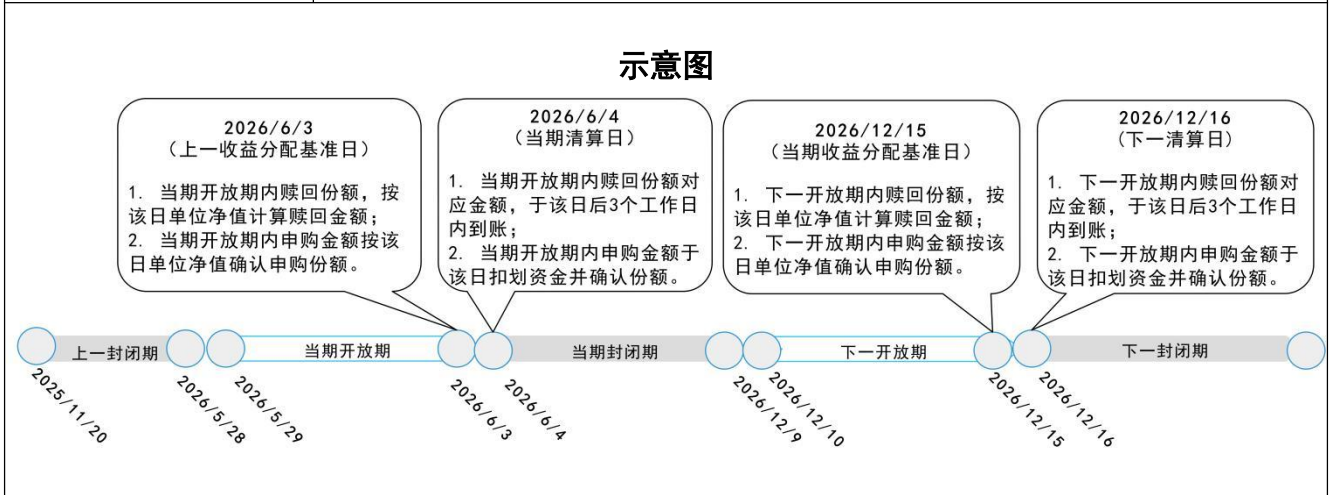 示意图
2026/6/3
（上一收益分配基准日）
1. 当期开放期内赎回份额，按
该日单位净值计算赎回金额；
2. 当期开放期内申购金额按该
日单位净值确认申购份额。
2026/6/4
（当期清算日）
1. 当期开放期内赎回份额对
应金额，于该日后3个工作日
内到账；
2. 当期开放期内申购金额于
该日扣划资金并确认份额。
2026/12/15
（当期收益分配基准日）
1. 下一开放期内赎回份额，按
该日单位净值计算赎回金额；
2. 下一开放期内申购金额按该
日单位净值确认申购份额。
2026/12/16
（下一清算日）
1. 下一开放期内赎回份额对
应金额，于该日后3个工作日
内到账；
2. 下一开放期内申购金额于
该日扣划资金并确认份额。
上一封闭期
当期开放期
当期封闭期
下一开放期
下一封闭期
2025/11/20
2026/5/28
2026/5/29
2026/6/3
2026/6/4
2026/12/9
2026/12/10
2026/12/15
2026/12/16